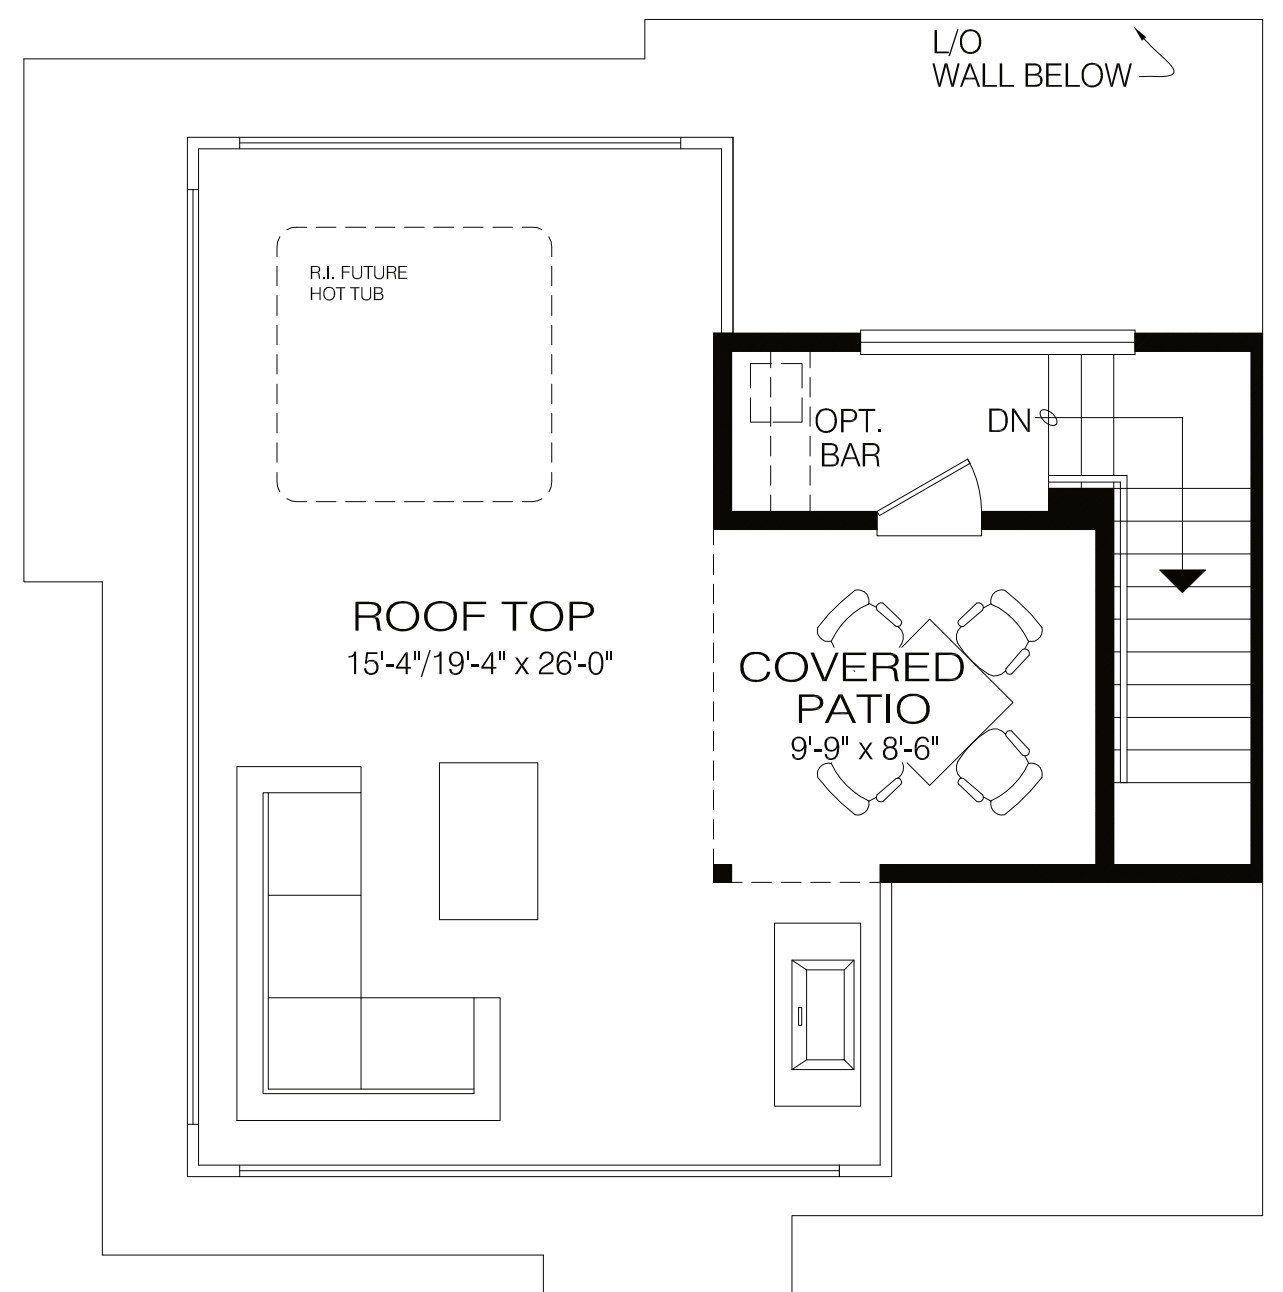 L/O
WALL BELOW
R.I. FUTURE
HOT TUB
OPT.
BAR
DN
ROOF TOP
15'-4"/19'-4" x 26'-0"
COVERED
PATIO
9'-9" x 8'-6"